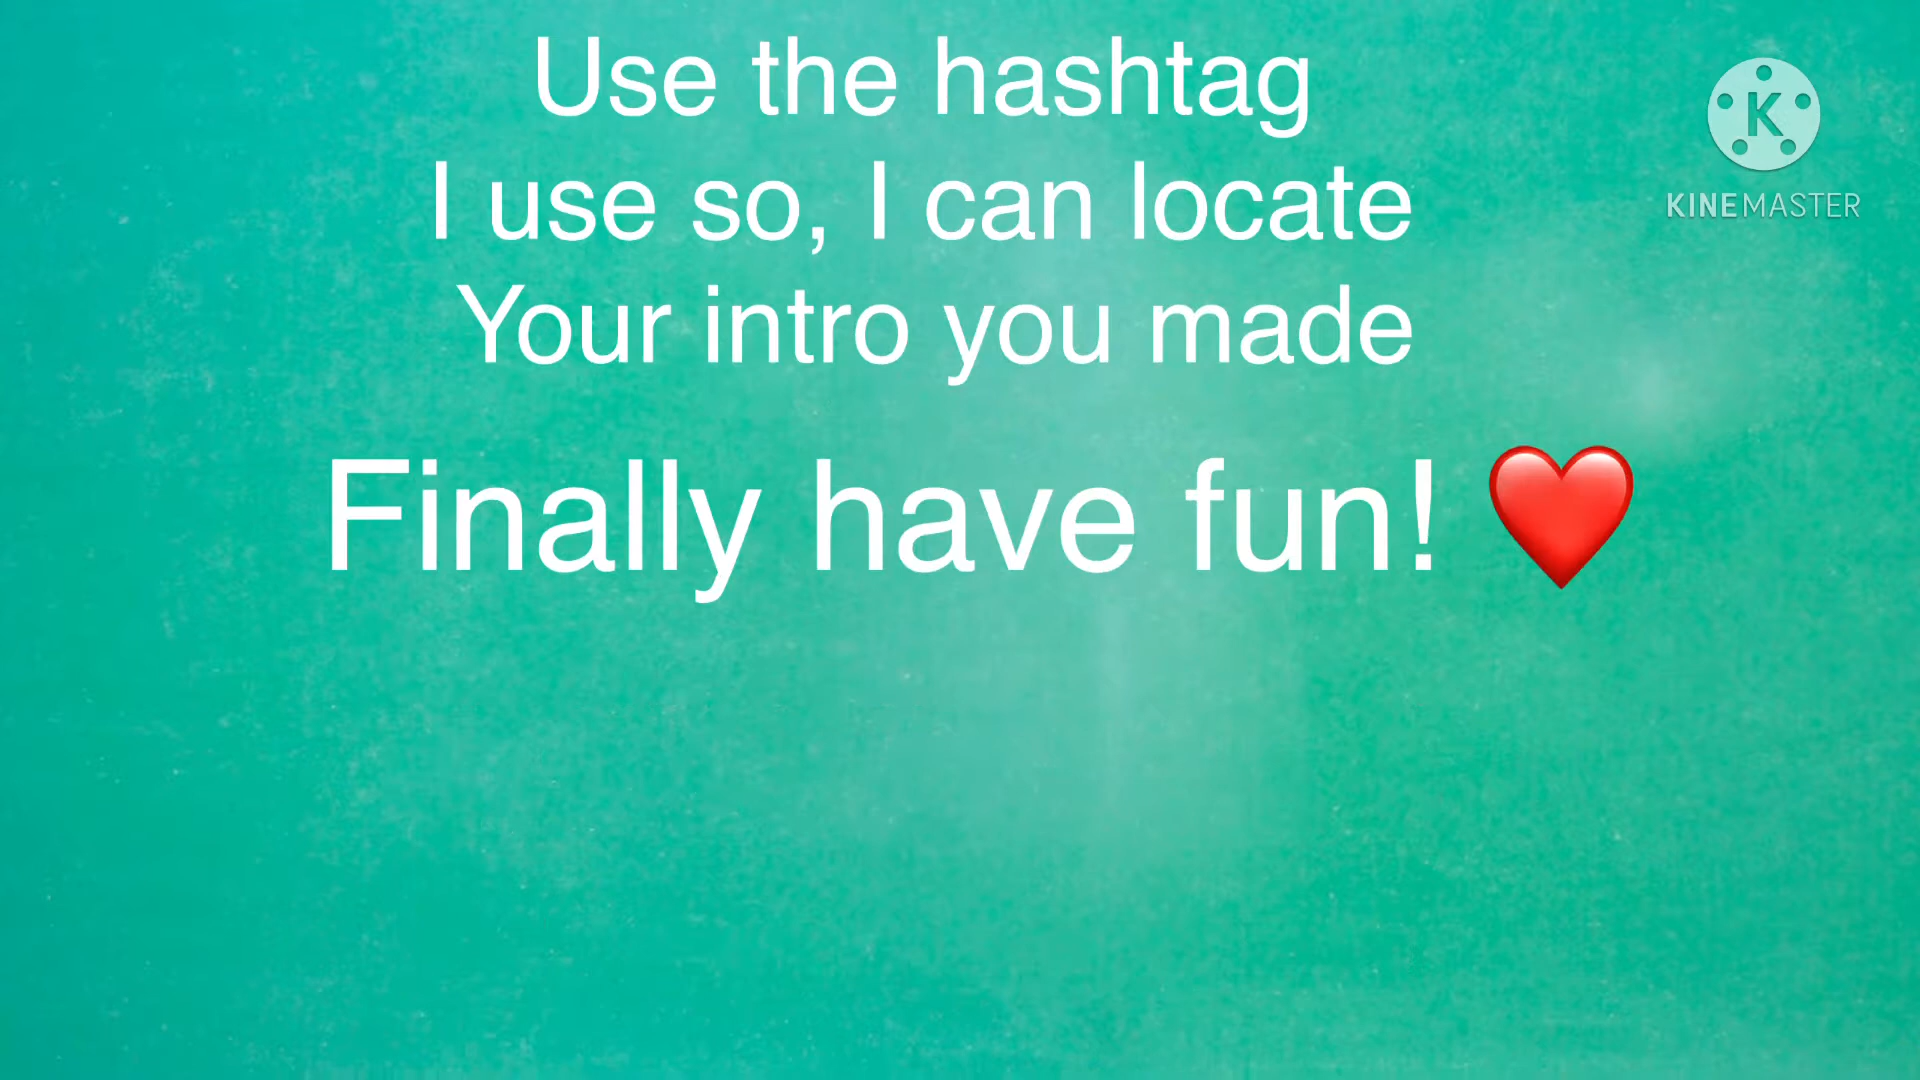 Use the hashtag
I use so, I can locate
Your intro you made
Finally have fun! ❤️
K
KINEMASTER